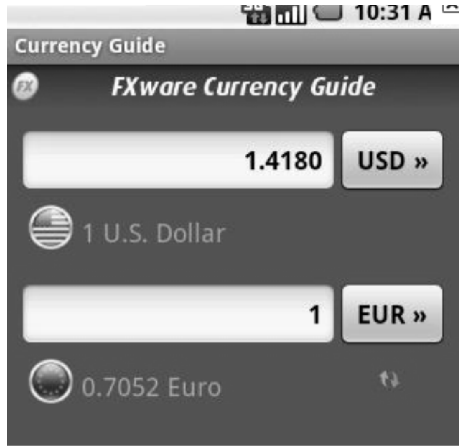 10:31 A
Currency Guide
FX FXware Currency Guide
1.4180 USD »
1 U.S. Dollar
1 EUR »
0.7052 Euro